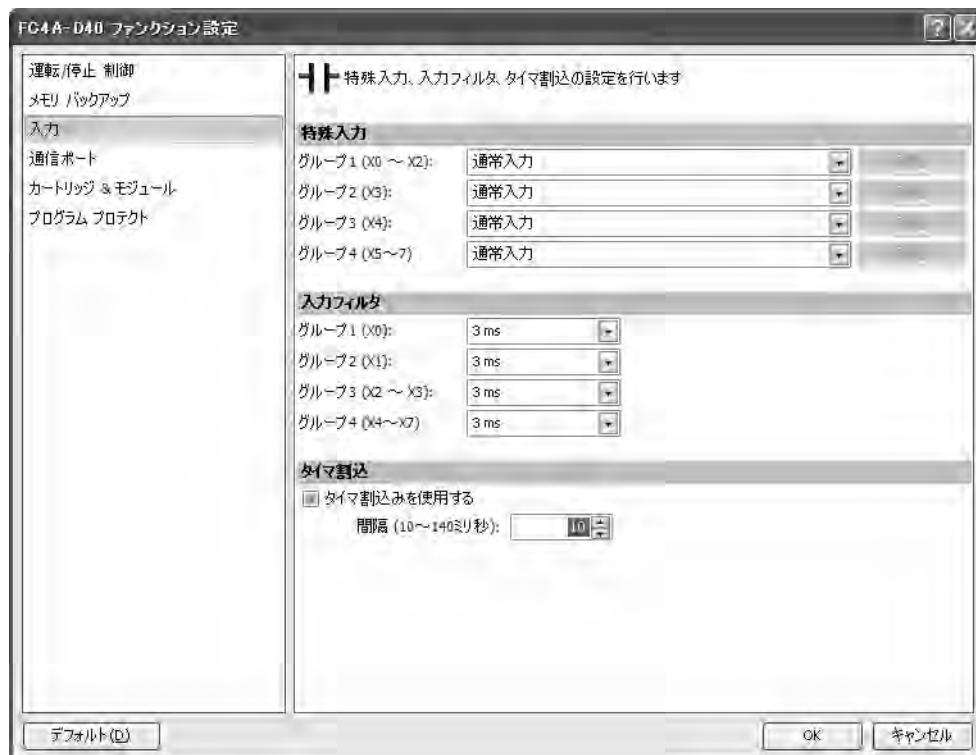 FC4A-D40 ファンクション設定
運転/停止 制御
メモリ バックアップ
入力
通信ポート
カートリッジ & モジュール
プログラム プロテクト
特殊入力、入力フィルタ、タイマ割込の設定を行います
特殊入力
グループ1 (X0 ～ X2): 通常入力
グループ2 (X3): 通常入力
グループ3 (X4): 通常入力
グループ4 (X5～7) 通常入力
入力フィルタ
グループ1 (X0): 3 ms
グループ2 (X1): 3 ms
グループ3 (X2 ～ X3): 3 ms
グループ4 (X4～X7) 3 ms
タイマ割込
タイマ割込みを使用する
間隔 (10～140ミリ秒): 10
デフォルト(D) OK キャンセル